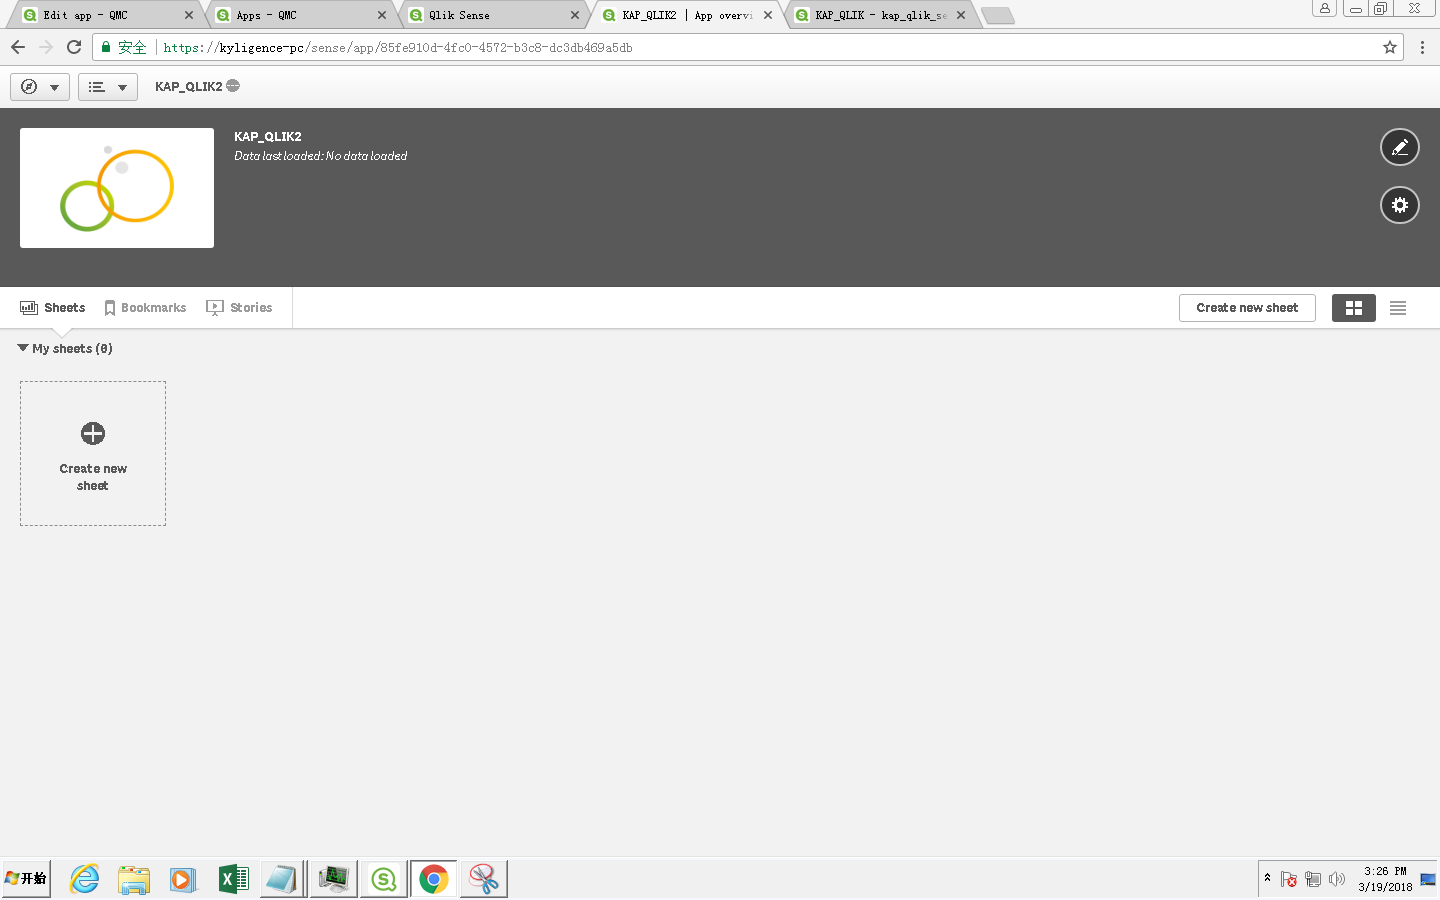 Edit app - QMC
Apps - QMC
Qlik Sense
KAP_QLIK2 | App overvi
KAP_QLIK - kap_qlik_se
安全 https://kyligence-pc/sense/app/85fe910d-4fc0-4572-b3c8-dc3db469a5db
KAP_QLIK2
KAP_QLIK2
Data last loaded: No data loaded
Sheets
Bookmarks
Stories
Create new sheet
My sheets (0)
Create new
sheet
开始
3:26 PM
3/19/2018